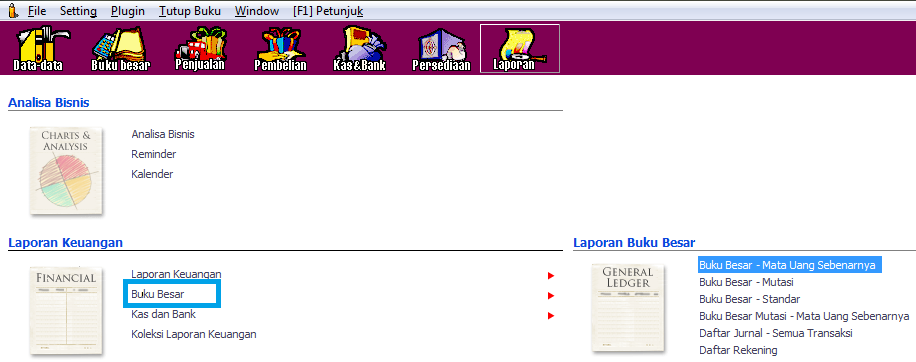 File Setting Plugin Tutup Buku Window [F1] Petunjuk
Data-data Buku besar Penjualan Pembelian Kas&Bank Persediaan Laporan
Analisa Bisnis
CHARTS &
ANALYSIS
Analisa Bisnis
Reminder
Kalender
Laporan Keuangan
FINANCIAL
Laporan Keuangan
Buku Besar
Kas dan Bank
Koleksi Laporan Keuangan
Laporan Buku Besar
GENERAL
LEDGER
Buku Besar - Mata Uang Sebenarnya
Buku Besar - Mutasi
Buku Besar - Standar
Buku Besar Mutasi - Mata Uang Sebenarnya
Daftar Jurnal - Semua Transaksi
Daftar Rekening